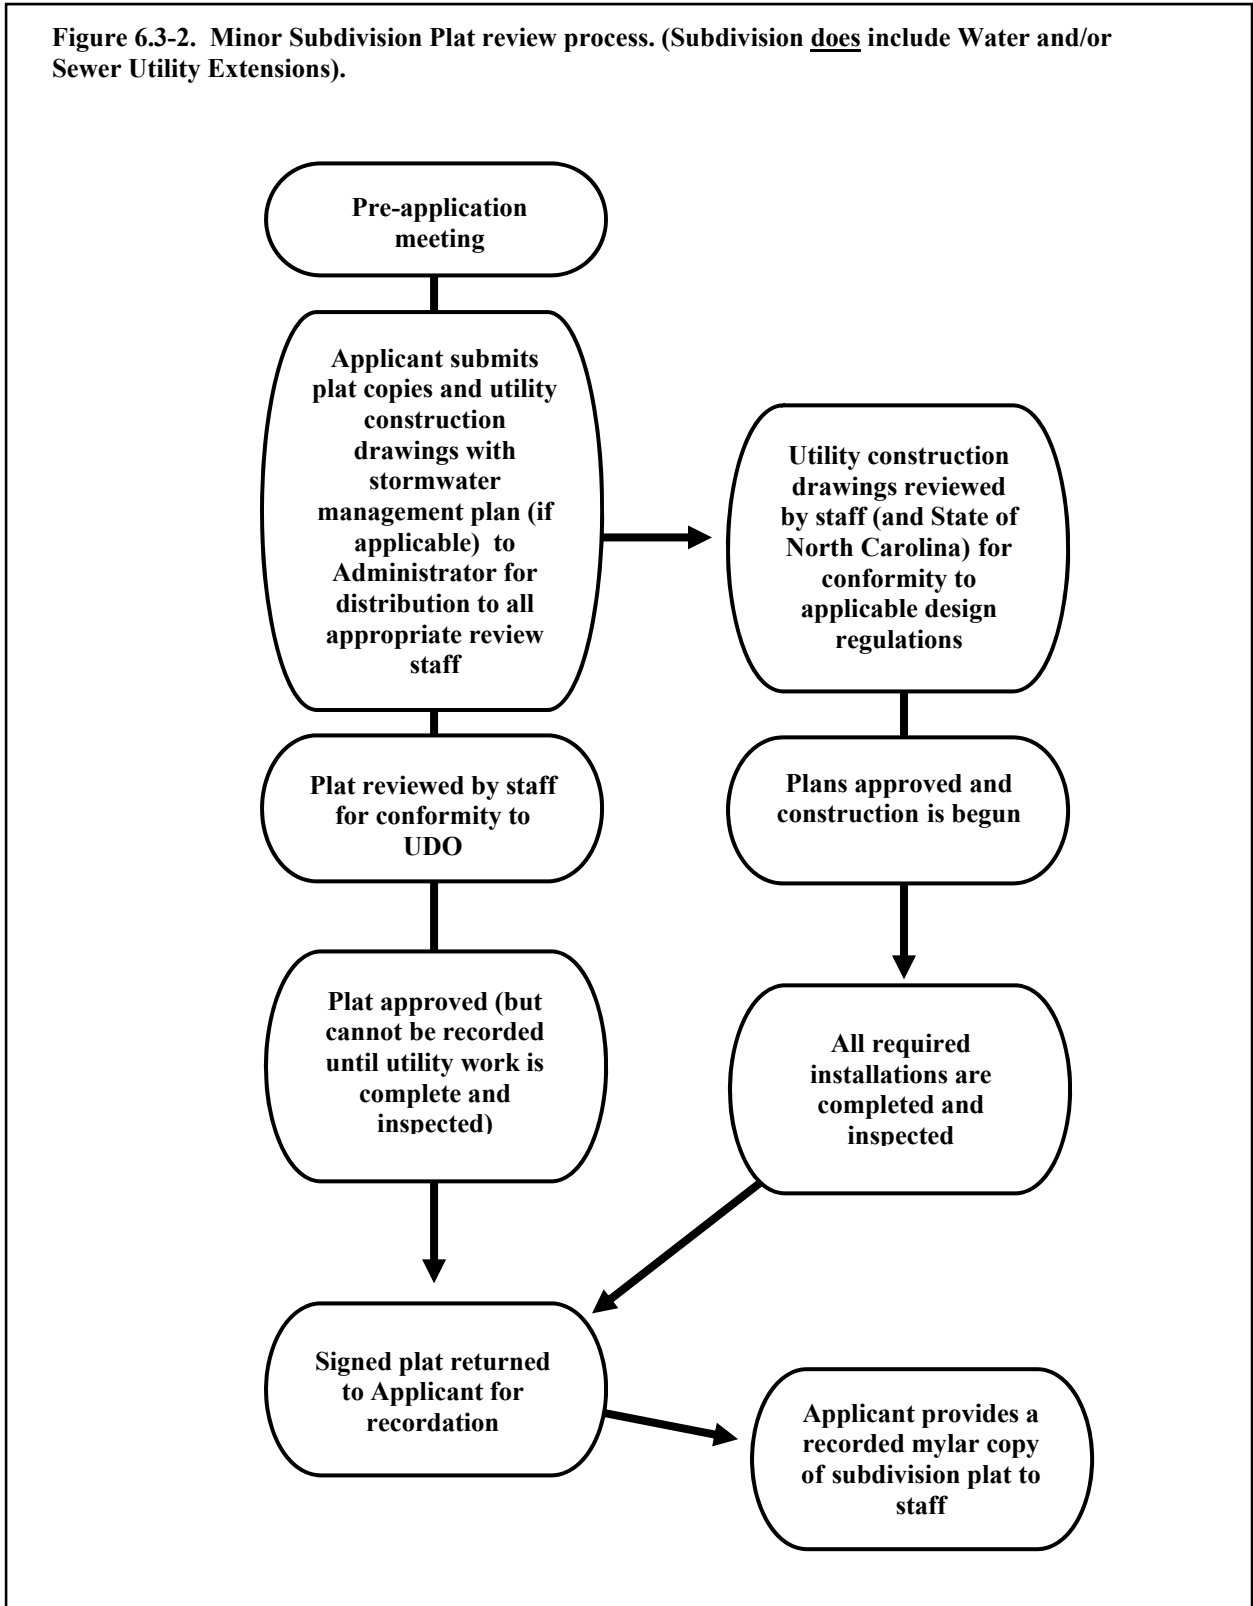 Figure 6.3-2. Minor Subdivision Plat review process. (Subdivision does include Water and/or
Sewer Utility Extensions).
Pre-application
meeting
Applicant submits
plat copies and utility
construction
drawings with
stormwater
management plan (if
applicable) to
Administrator for
distribution to all
appropriate review
staff
Utility construction
drawings reviewed
by staff (and State of
North Carolina) for
conformity to
applicable design
regulations
Plat reviewed by staff
for conformity to
UDO
Plans approved and
construction is begun
Plat approved (but
cannot be recorded
until utility work is
complete and
inspected)
All required
installations are
completed and
inspected
Signed plat returned
to Applicant for
recordation
Applicant provides a
recorded mylar copy
of subdivision plat to
staff